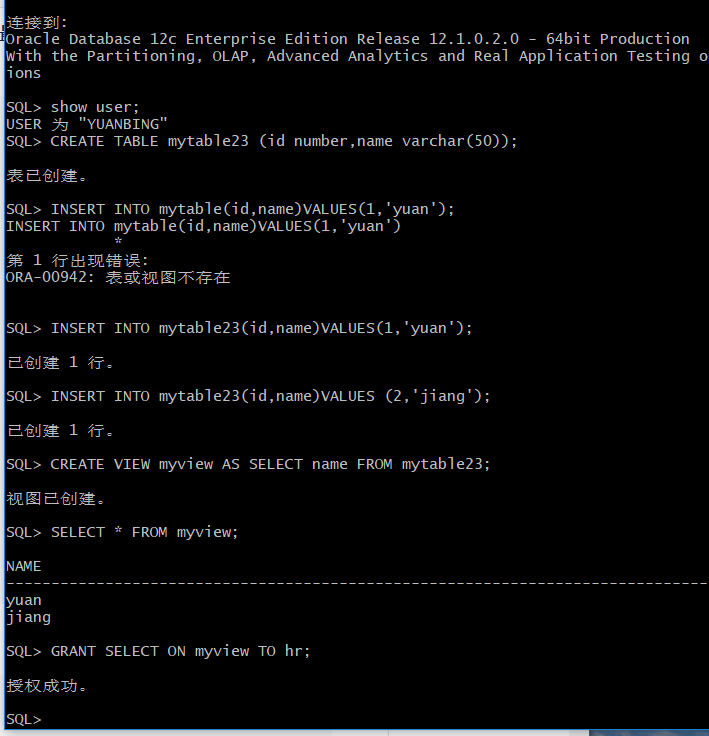 连接到:
Oracle Database 12c Enterprise Edition Release 12.1.0.2.0 - 64bit Production
With the Partitioning, OLAP, Advanced Analytics and Real Application Testing o
ions
SQL> show user;
USER 为 "YUANBING"
SQL> CREATE TABLE mytable23 (id number,name varchar(50));
表已创建。
SQL> INSERT INTO mytable(id,name)VALUES(1,'yuan');
INSERT INTO mytable(id,name)VALUES(1,'yuan')
*
第 1 行出现错误:
ORA-00942: 表或视图不存在
SQL> INSERT INTO mytable23(id,name)VALUES(1,'yuan');
已创建 1 行。
SQL> INSERT INTO mytable23(id,name)VALUES (2,'jiang');
已创建 1 行。
SQL> CREATE VIEW myview AS SELECT name FROM mytable23;
视图已创建。
SQL> SELECT * FROM myview;
NAME
--------------------------------------------------------------------------------
yuan
jiang
SQL> GRANT SELECT ON myview TO hr;
授权成功。
SQL>